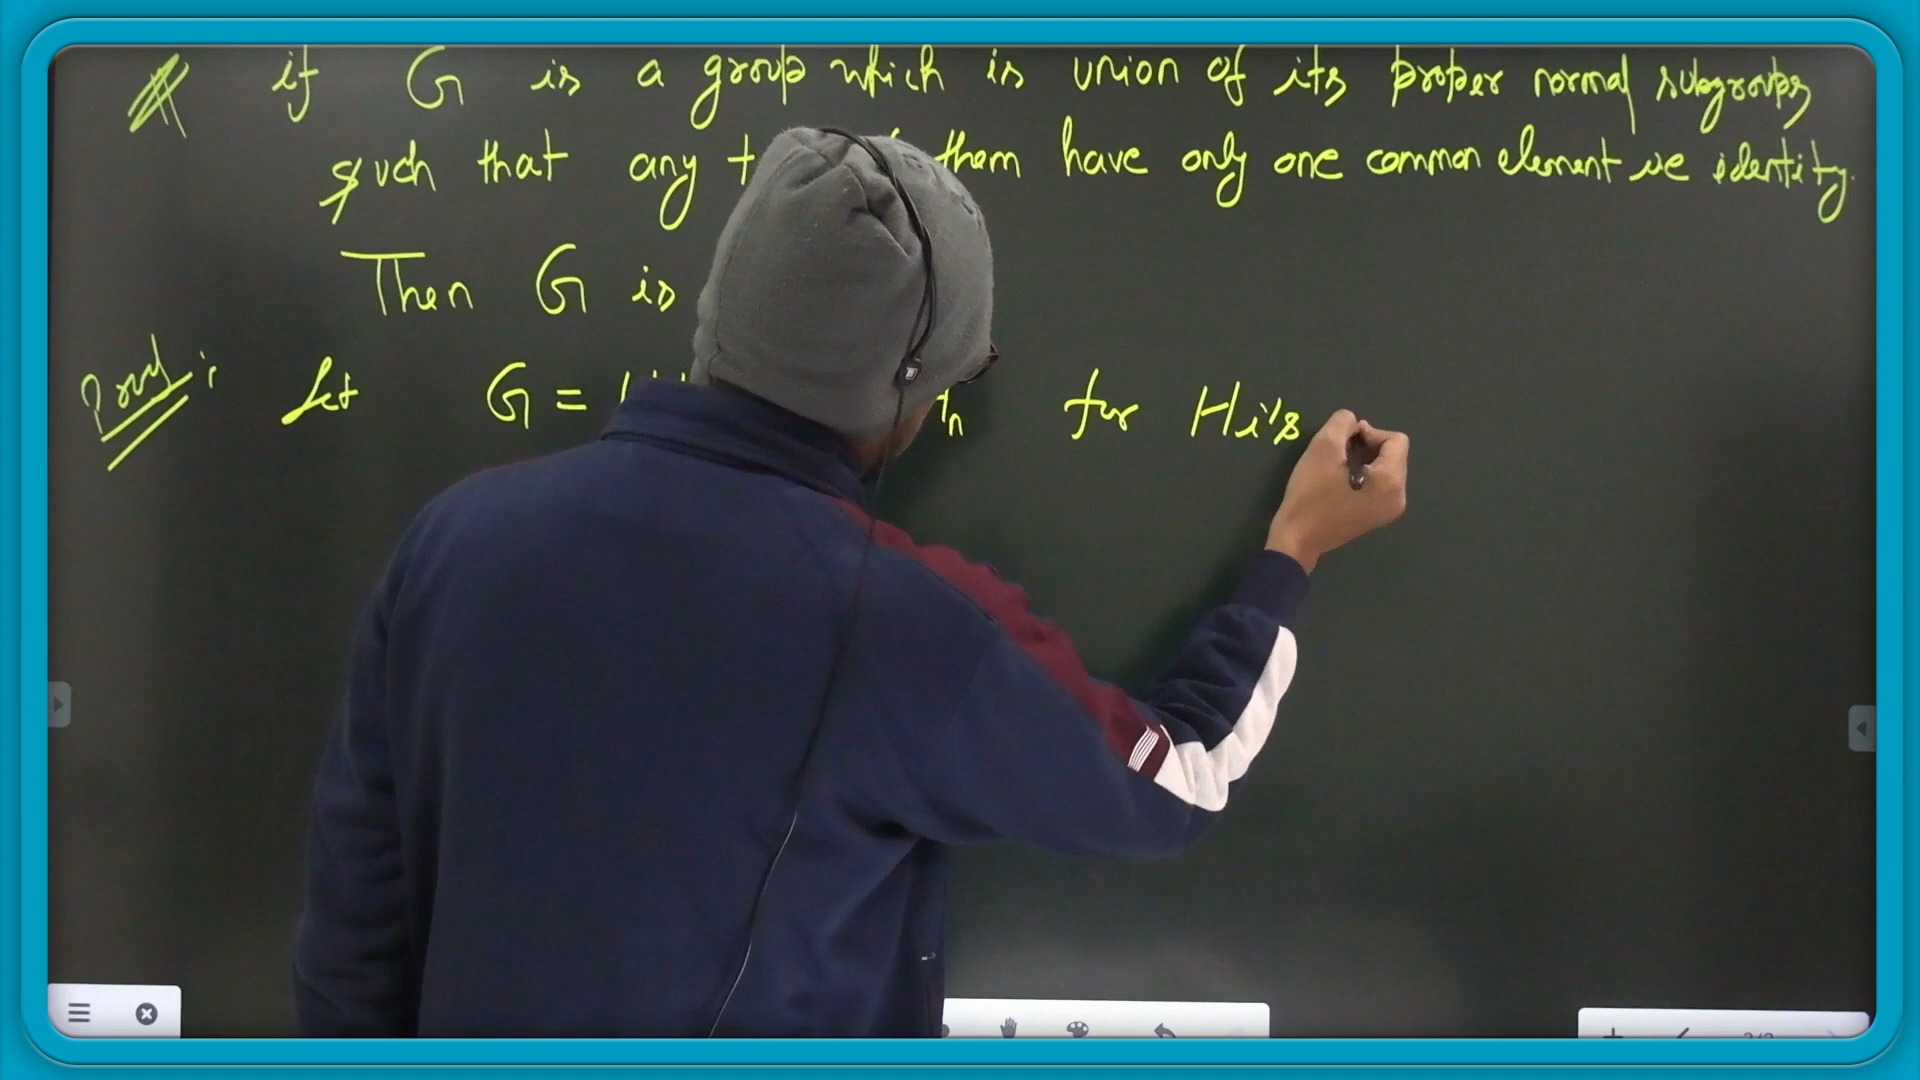 if G is a group which is union of its proper normal subgroups
such that any them have only one common element ie identity.
Then G is
Proof : Let G = n for Hi's